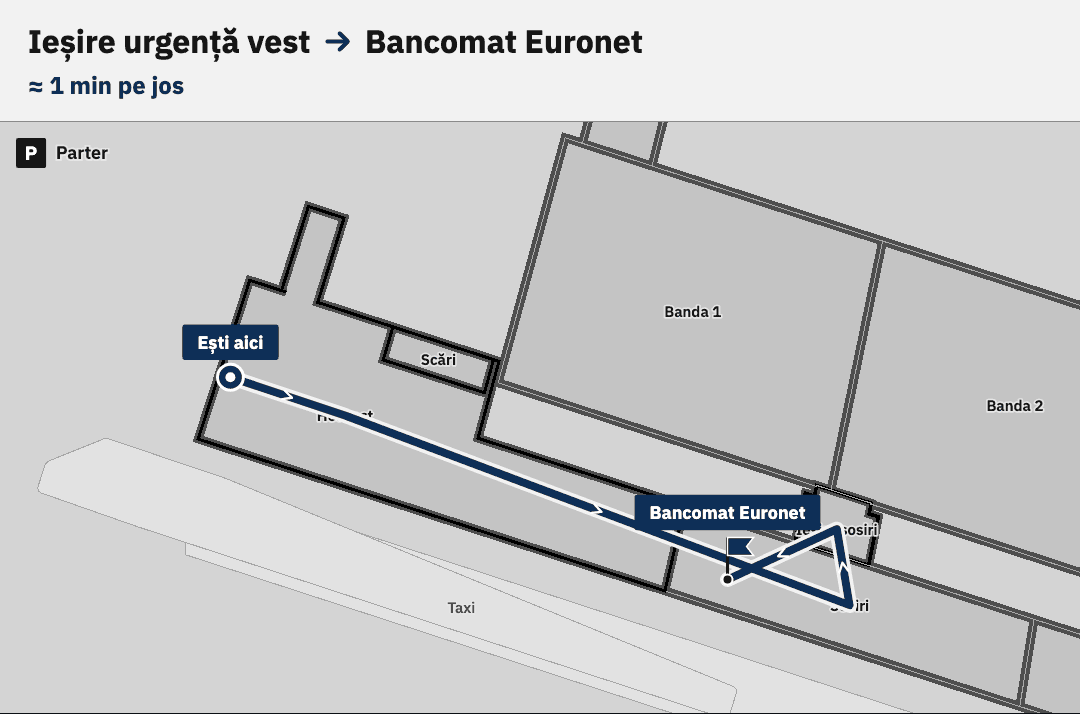 Ieșire urgență vest → Bancomat Euronet
≈ 1 min pe jos
P Parter
Banda 1
Ești aici
Scări
Banda 2
Bancomat Euronet
Taxi